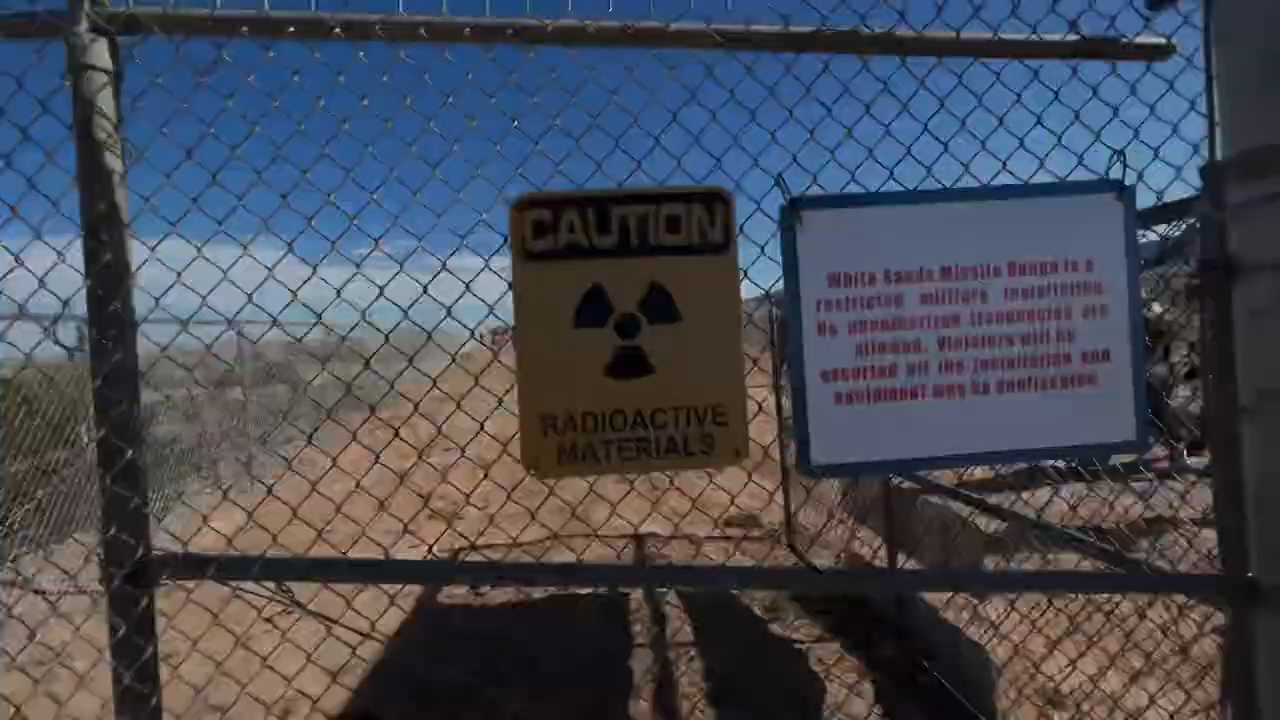 CAUTION
RADIOACTIVE
MATERIALS
White Sands Missile Range is a
restricted military installation.
No unauthorized trespassing are
allowed. Violators will be
escorted off the installation and
equipment may be confiscated.